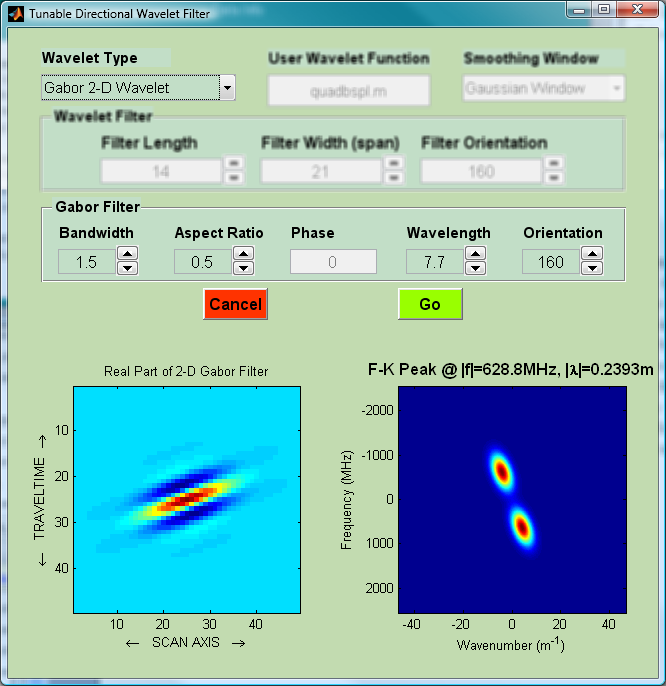 Tunable Directional Wavelet Filter
Wavelet Type User Wavelet Function Smoothing Window
Gabor 2-D Wavelet quadbspl.m Gaussian Window
Wavelet Filter
Filter Length Filter Width (span) Filter Orientation
14 21 160
Gabor Filter
Bandwidth Aspect Ratio Phase Wavelength Orientation
1.5 0.5 0 7.7 160
Cancel Go
Real Part of 2-D Gabor Filter
10
20
30
40
10 20 30 40
← TRAVELTIME →
← SCAN AXIS →
F-K Peak @ |f|=628.8MHz, |λ|=0.2393m
-2000
-1000
0
1000
2000
-40 -20 0 20 40
Frequency (MHz)
Wavenumber (m⁻¹)